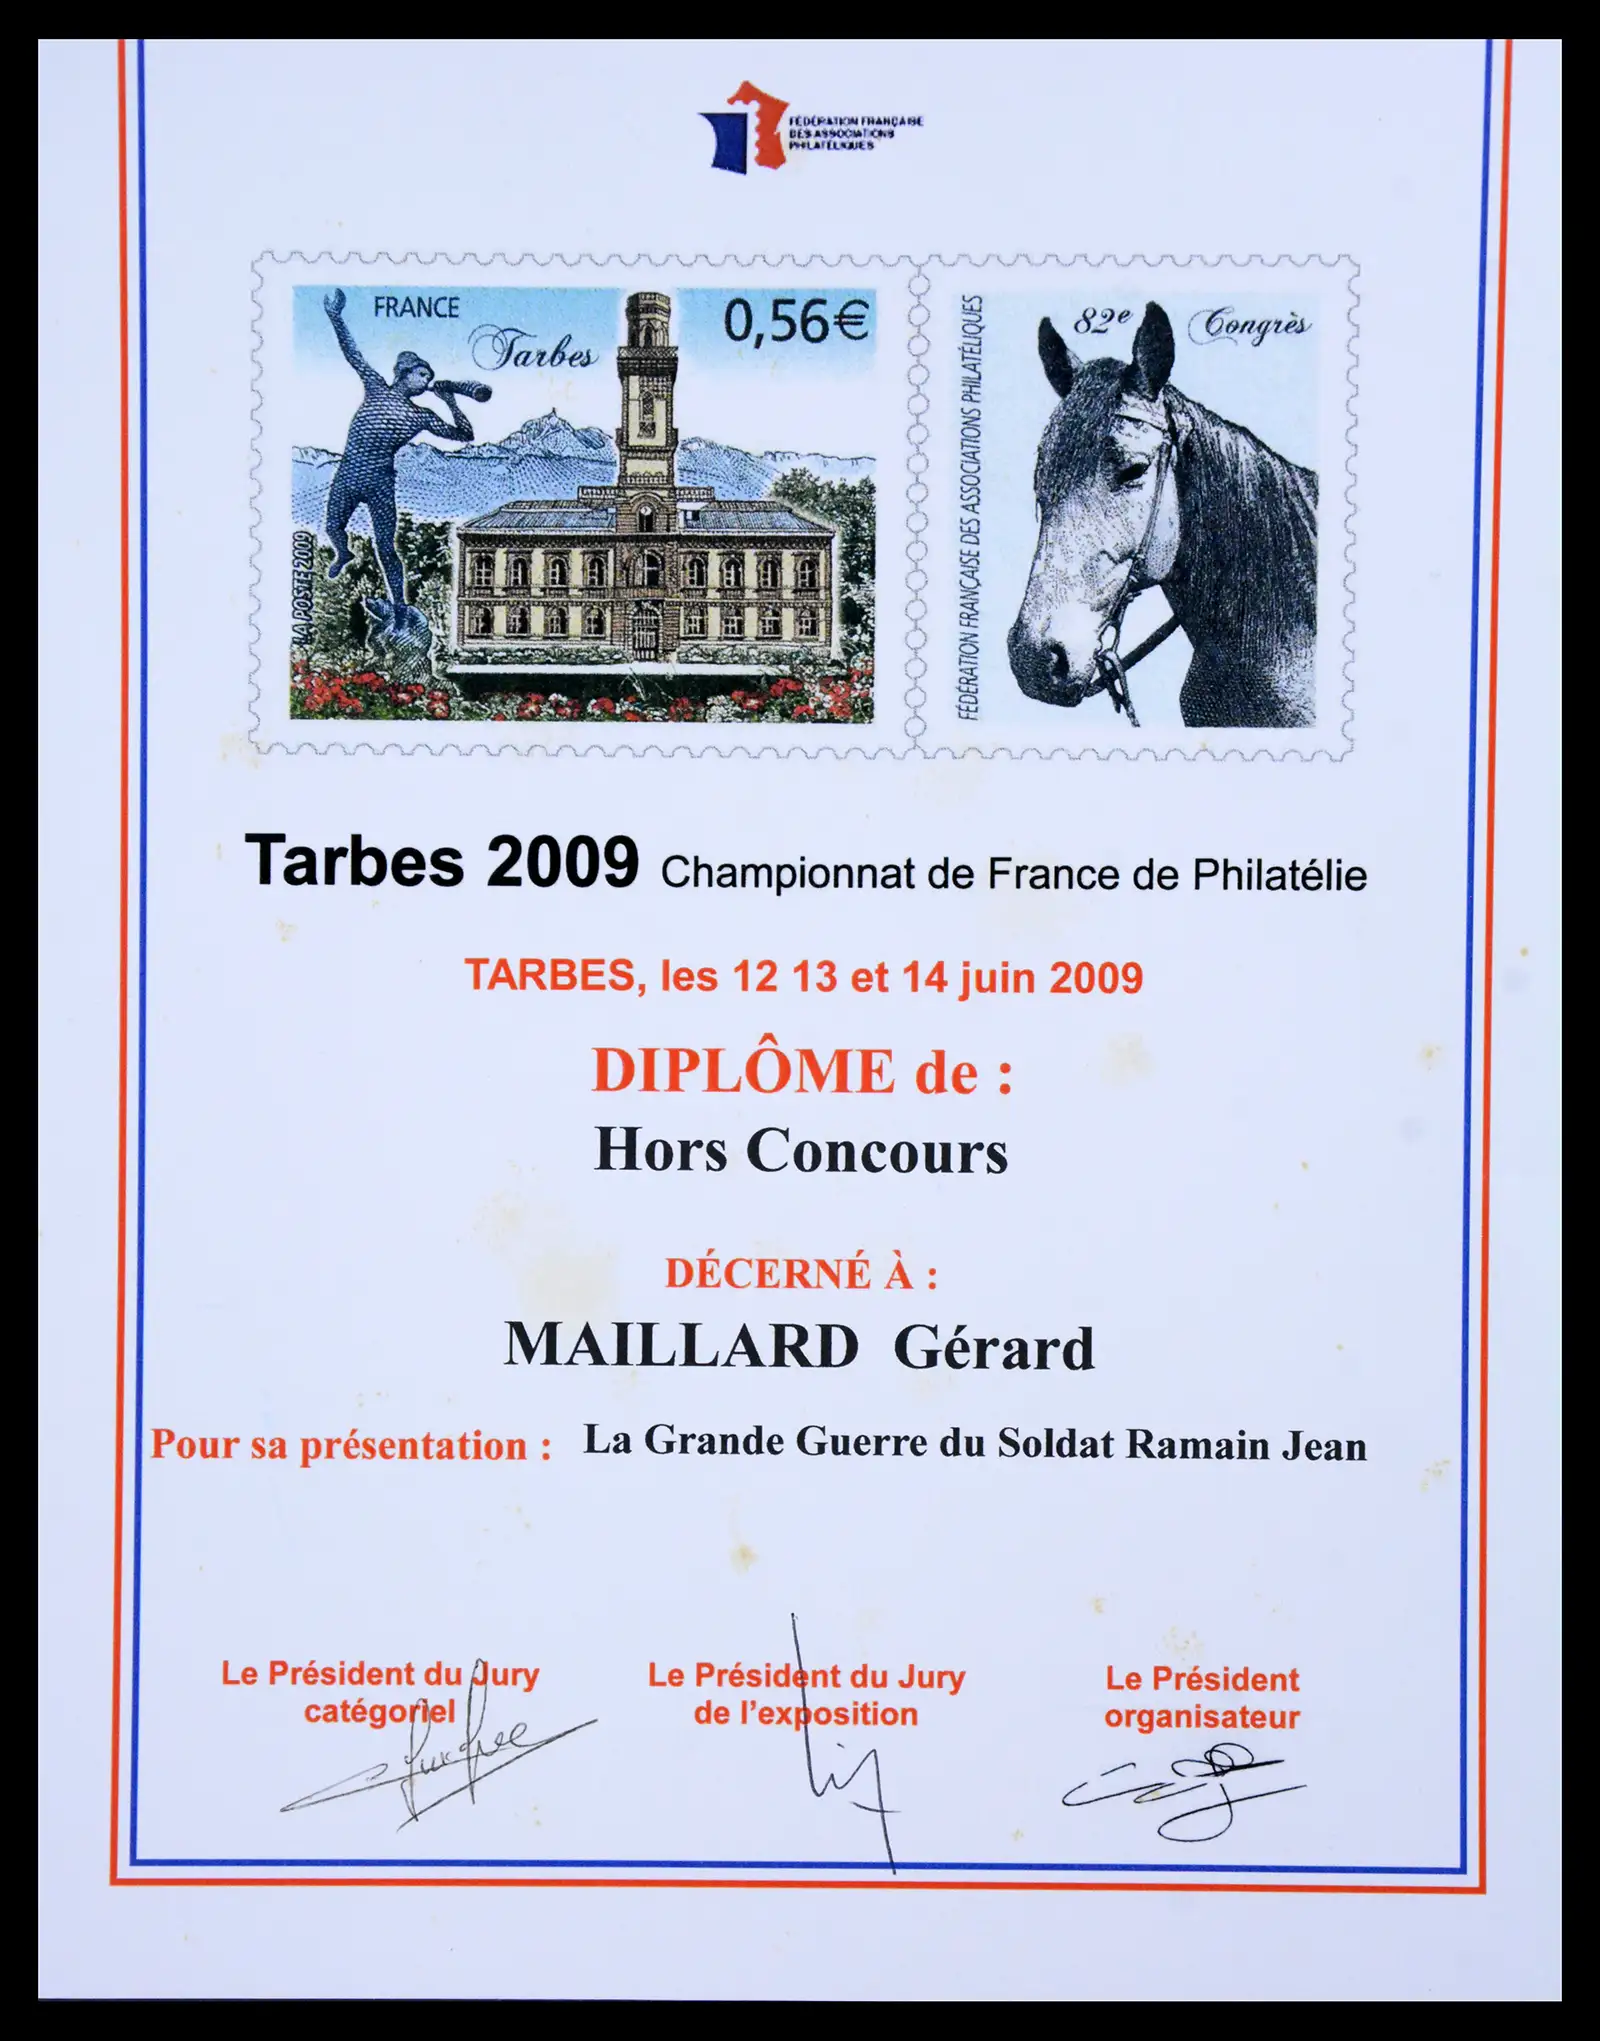 FÉDÉRATION FRANÇAISE
DES ASSOCIATIONS
PHILATÉLIQUES
FRANCE
Tarbes
0,56€
LA POSTE 2009
FÉDÉRATION FRANÇAISE DES ASSOCIATIONS PHILATÉLIQUES
82e Congrès
Tarbes 2009 Championnat de France de Philatélie
TARBES, les 12 13 et 14 juin 2009
DIPLÔME de :
Hors Concours
DÉCERNÉ À :
MAILLARD Gérard
Pour sa présentation : La Grande Guerre du Soldat Ramain Jean
Le Président du Jury
catégoriel
Le Président du Jury
de l'exposition
Le Président
organisateur